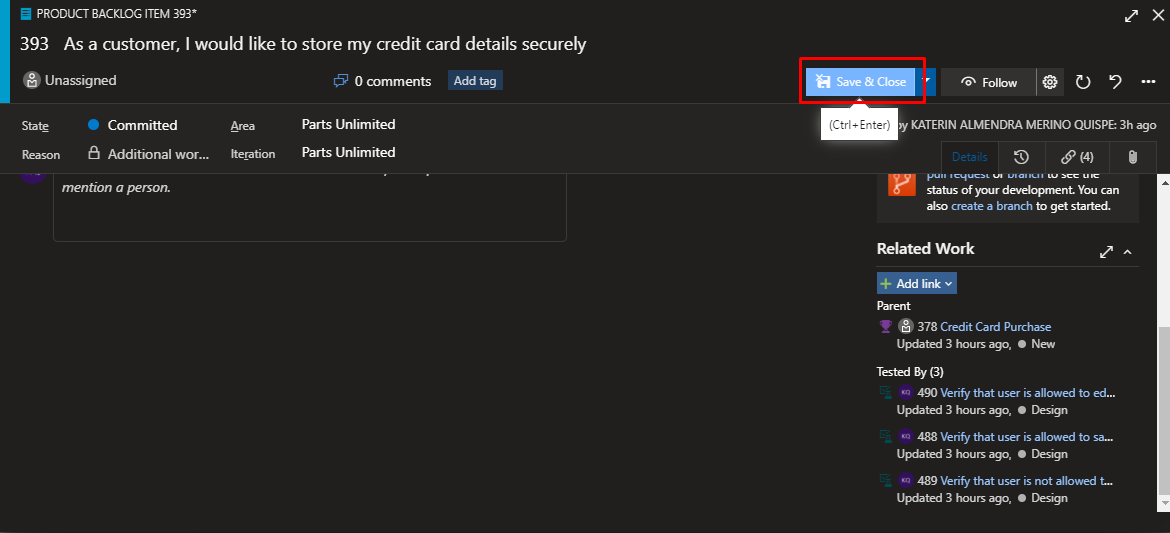 PRODUCT BACKLOG ITEM 393*
393 As a customer, I would like to store my credit card details securely
Unassigned
0 comments
Add tag
Save & Close
Follow
(Ctrl+Enter)
by KATERIN ALMENDRA MERINO QUISPE: 3h ago
State
Committed
Area
Parts Unlimited
Reason
Additional wor...
Iteration
Parts Unlimited
Details
(4)
mention a person.
pull request or branch to see the
status of your development. You can
also create a branch to get started.
Related Work
Add link
Parent
378 Credit Card Purchase
Updated 3 hours ago, New
Tested By (3)
KQ 490 Verify that user is allowed to ed...
Updated 3 hours ago, Design
KQ 488 Verify that user is allowed to sa...
Updated 3 hours ago, Design
KQ 489 Verify that user is not allowed t...
Updated 3 hours ago, Design